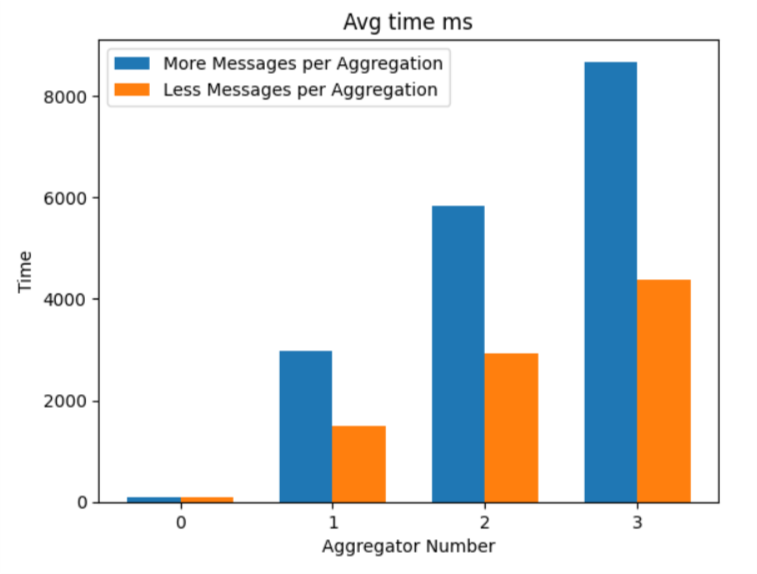 Avg time ms
More Messages per Aggregation
Less Messages per Aggregation
8000
6000
4000
2000
0
Time
0 1 2 3
Aggregator Number